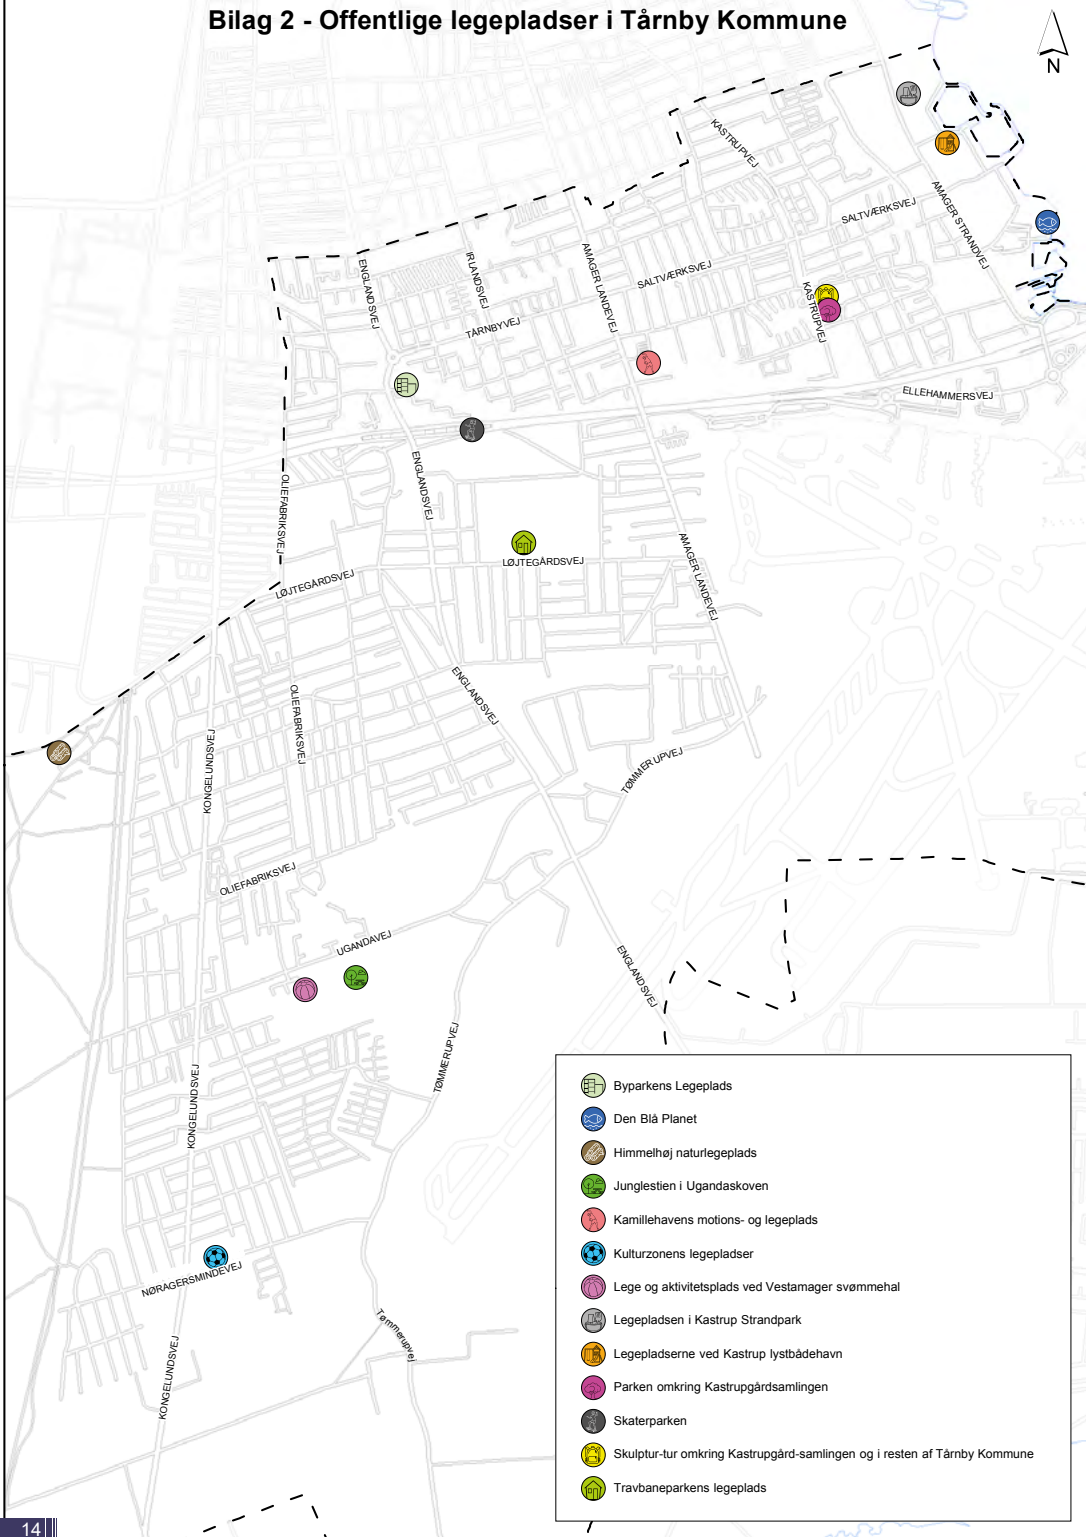 Bilag 2 - Offentlige legepladser i Tårnby Kommune
N
KASTRUPVEJ
AMAGER STRANDVEJ
SALTVÆRKSVEJ
ENGLANDSVEJ
IRLANDSVEJ
AMAGER LANDEVEJ
SALTVÆRKSVEJ
KASTRUPVEJ
TÅRNBYVEJ
ELLEHAMMERSVEJ
ENGLANDSVEJ
OLIEFABRIKSVEJ
AMAGER LANDEVEJ
LØJTEGÅRDSVEJ
LØJTEGÅRDSVEJ
ENGLANDSVEJ
OLIEFABRIKSVEJ
KONGELUNDSVEJ
TØMMERUPVEJ
OLIEFABRIKSVEJ
UGANDAVEJ
ENGLANDSVEJ
TØMMERUPVEJ
KONGELUNDSVEJ
NØRAGERSMINDEVEJ
Tømmerupvej
KONGELUNDSVEJ
Byparkens Legeplads
Den Blå Planet
Himmelhøj naturlegeplads
Junglestien i Ugandaskoven
Kamillehavens motions- og legeplads
Kulturzonens legepladser
Lege og aktivitetsplads ved Vestamager svømmehal
Legepladsen i Kastrup Strandpark
Legepladserne ved Kastrup lystbådehavn
Parken omkring Kastrupgårdsamlingen
Skaterparken
Skulptur-tur omkring Kastrupgård-samlingen og i resten af Tårnby Kommune
Travbaneparkens legeplads
14